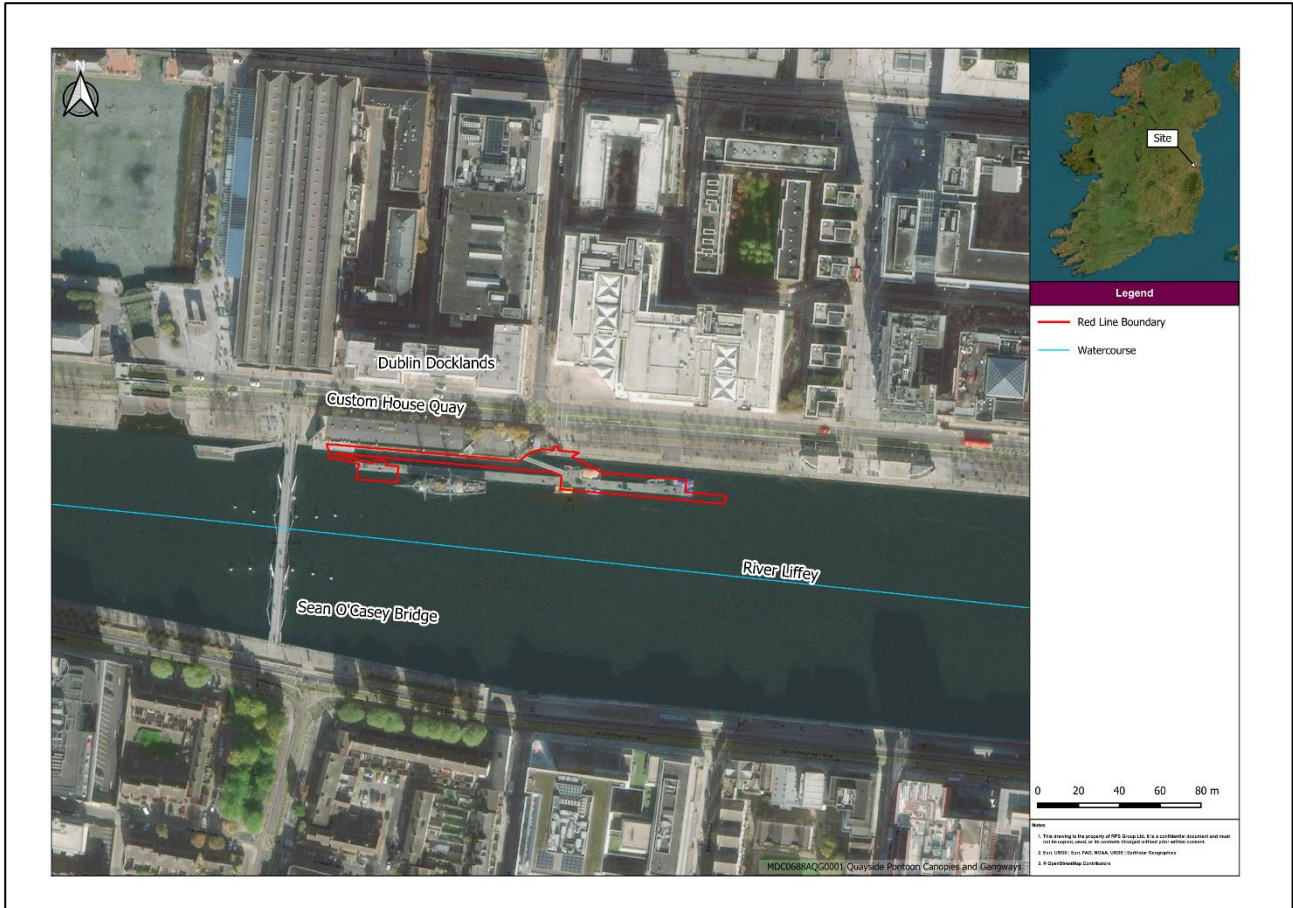 N
Site
Legend
Red Line Boundary
Watercourse
Dublin Docklands
Custom House Quay
River Liffey
Sean O'Casey Bridge
0 20 40 60 80 m
Notes
1. This drawing is the property of RPS Group Ltd. It is a confidential document and must
not be copied, used, or its contents divulged without prior written consent.
2. Esri, USGS | Esri, FAO, NOAA, USGS | Earthstar Geographics
3. © OpenStreetMap Contributors
MDC0688AQG0001 Quayside Pontoon Canopies and Gangways